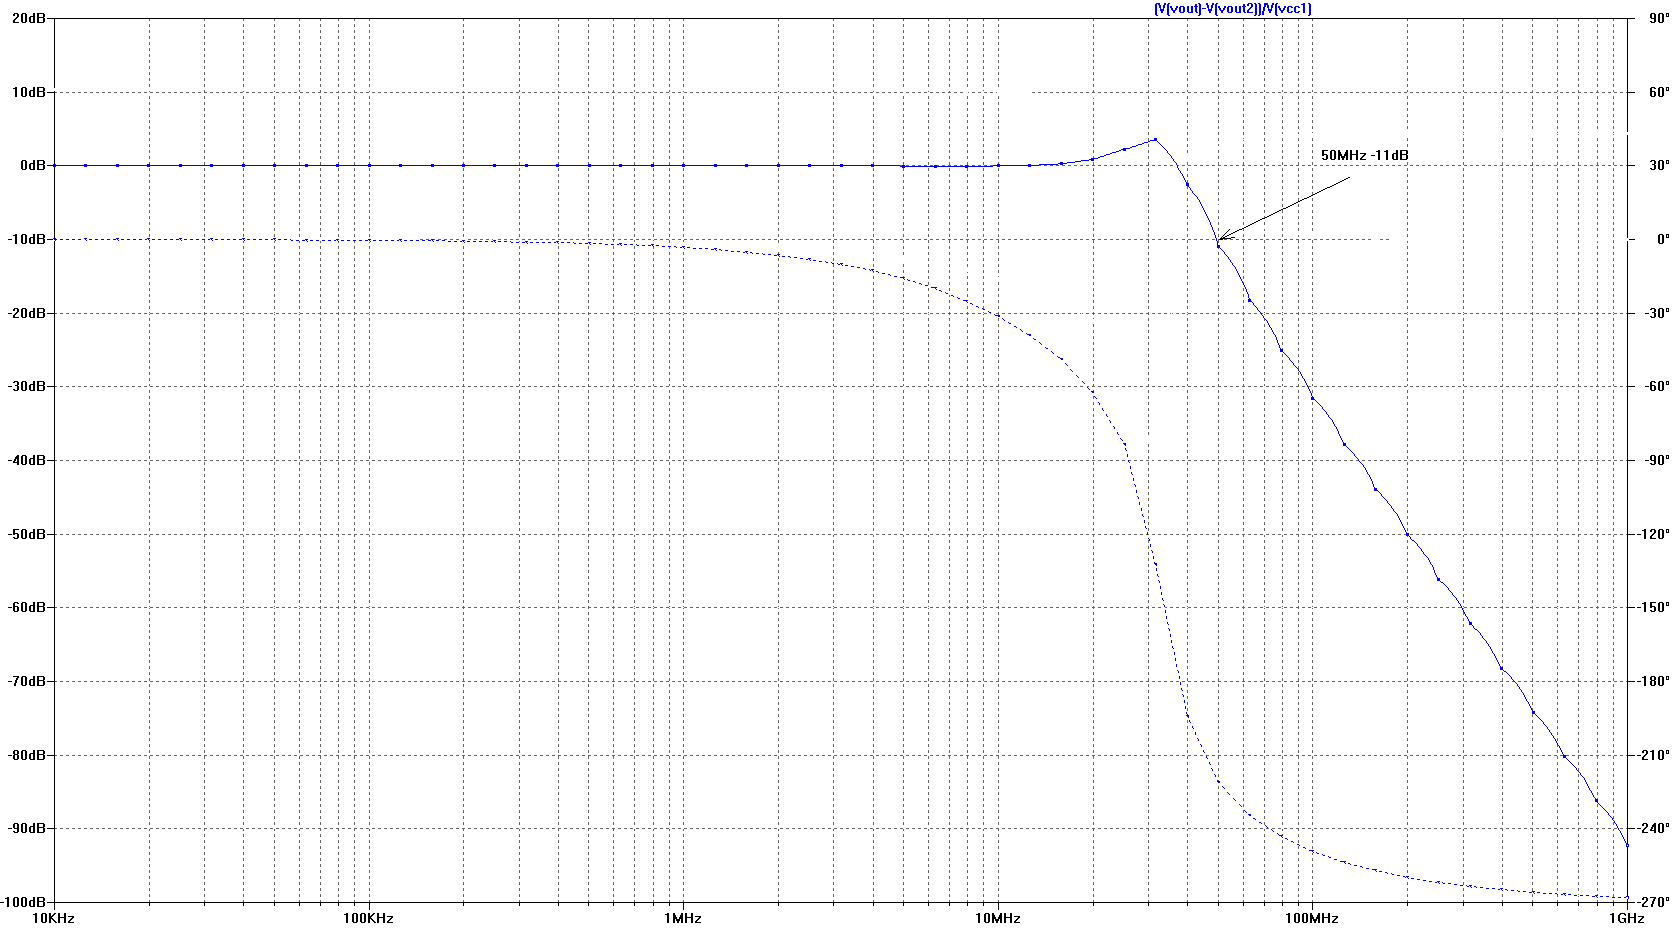 (V(vout)-V(vout2))/V(vcc1)
20dB 90°
10dB 60°
0dB 30°
50MHz -11dB
-10dB 0°
-20dB -30°
-30dB -60°
-40dB -90°
-50dB -120°
-60dB -150°
-70dB -180°
-80dB -210°
-90dB -240°
-100dB -270°
10KHz 100KHz 1MHz 10MHz 100MHz 1GHz